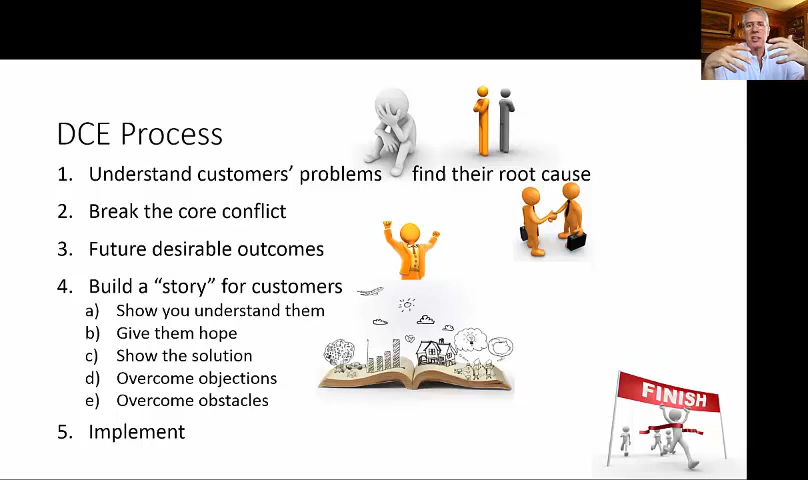 DCE Process
1. Understand customers' problems find their root cause
2. Break the core conflict
3. Future desirable outcomes
4. Build a “story” for customers
a) Show you understand them
b) Give them hope
c) Show the solution
d) Overcome objections
e) Overcome obstacles
FINISH
5. Implement